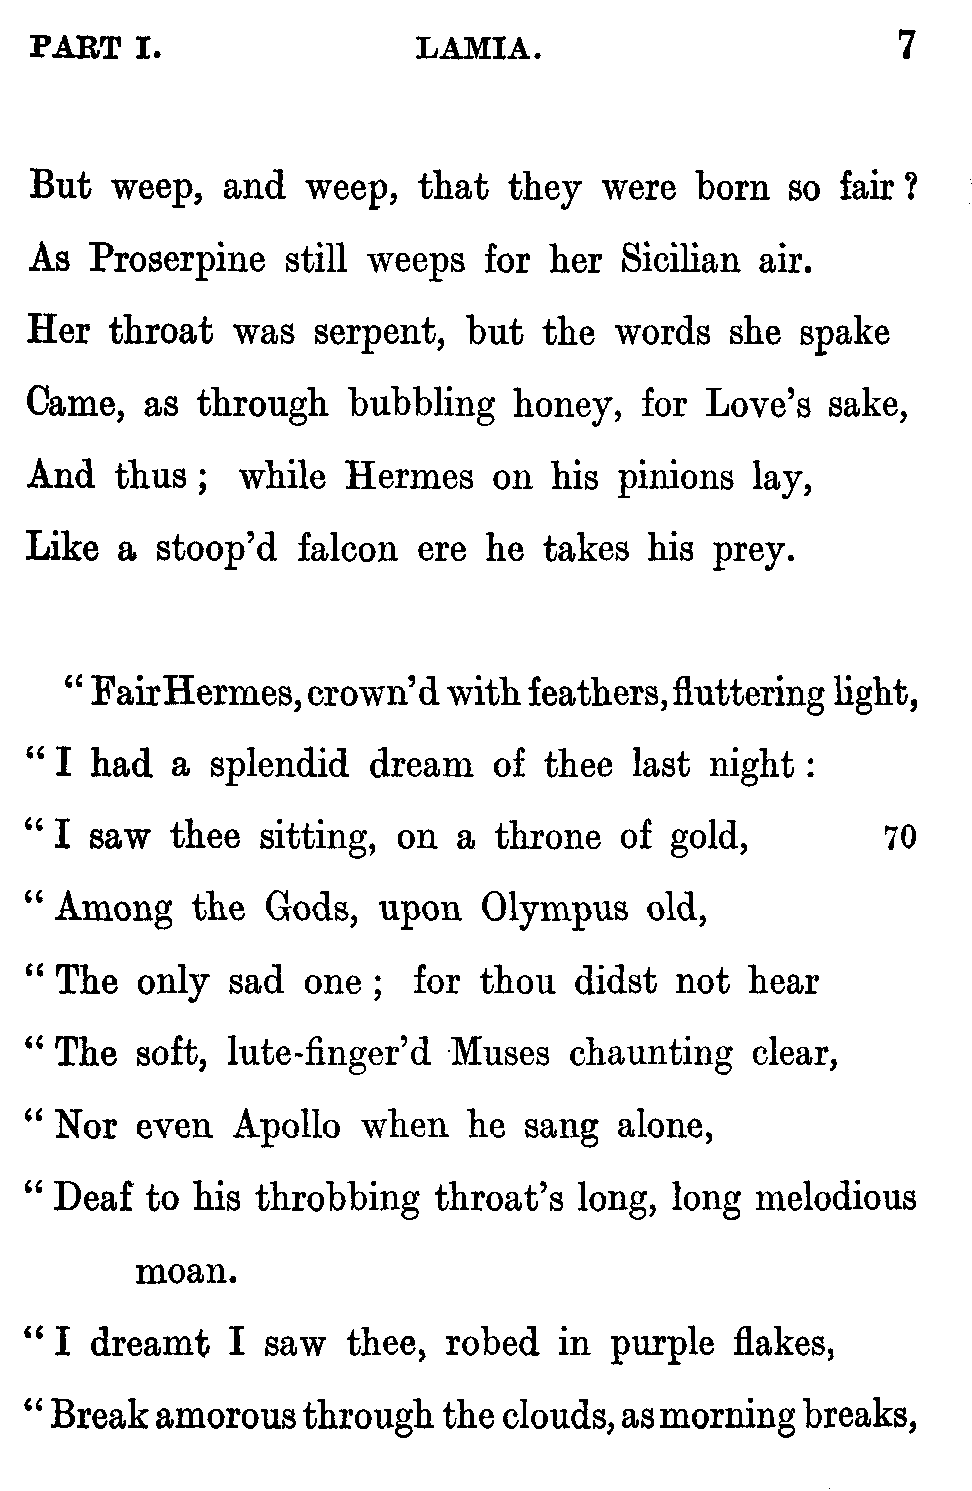 PART I. LAMIA. 7
But weep, and weep, that they were born so fair?
As Proserpine still weeps for her Sicilian air.
Her throat was serpent, but the words she spake
Came, as through bubbling honey, for Love's sake,
And thus; while Hermes on his pinions lay,
Like a stoop'd falcon ere he takes his prey.
“Fair Hermes, crown'd with feathers, fluttering light,
“I had a splendid dream of thee last night:
“I saw thee sitting, on a throne of gold, 70
“Among the Gods, upon Olympus old,
“The only sad one; for thou didst not hear
“The soft, lute-finger'd Muses chaunting clear,
“Nor even Apollo when he sang alone,
“Deaf to his throbbing throat's long, long melodious
moan.
“I dreamt I saw thee, robed in purple flakes,
“Break amorous through the clouds, as morning breaks,